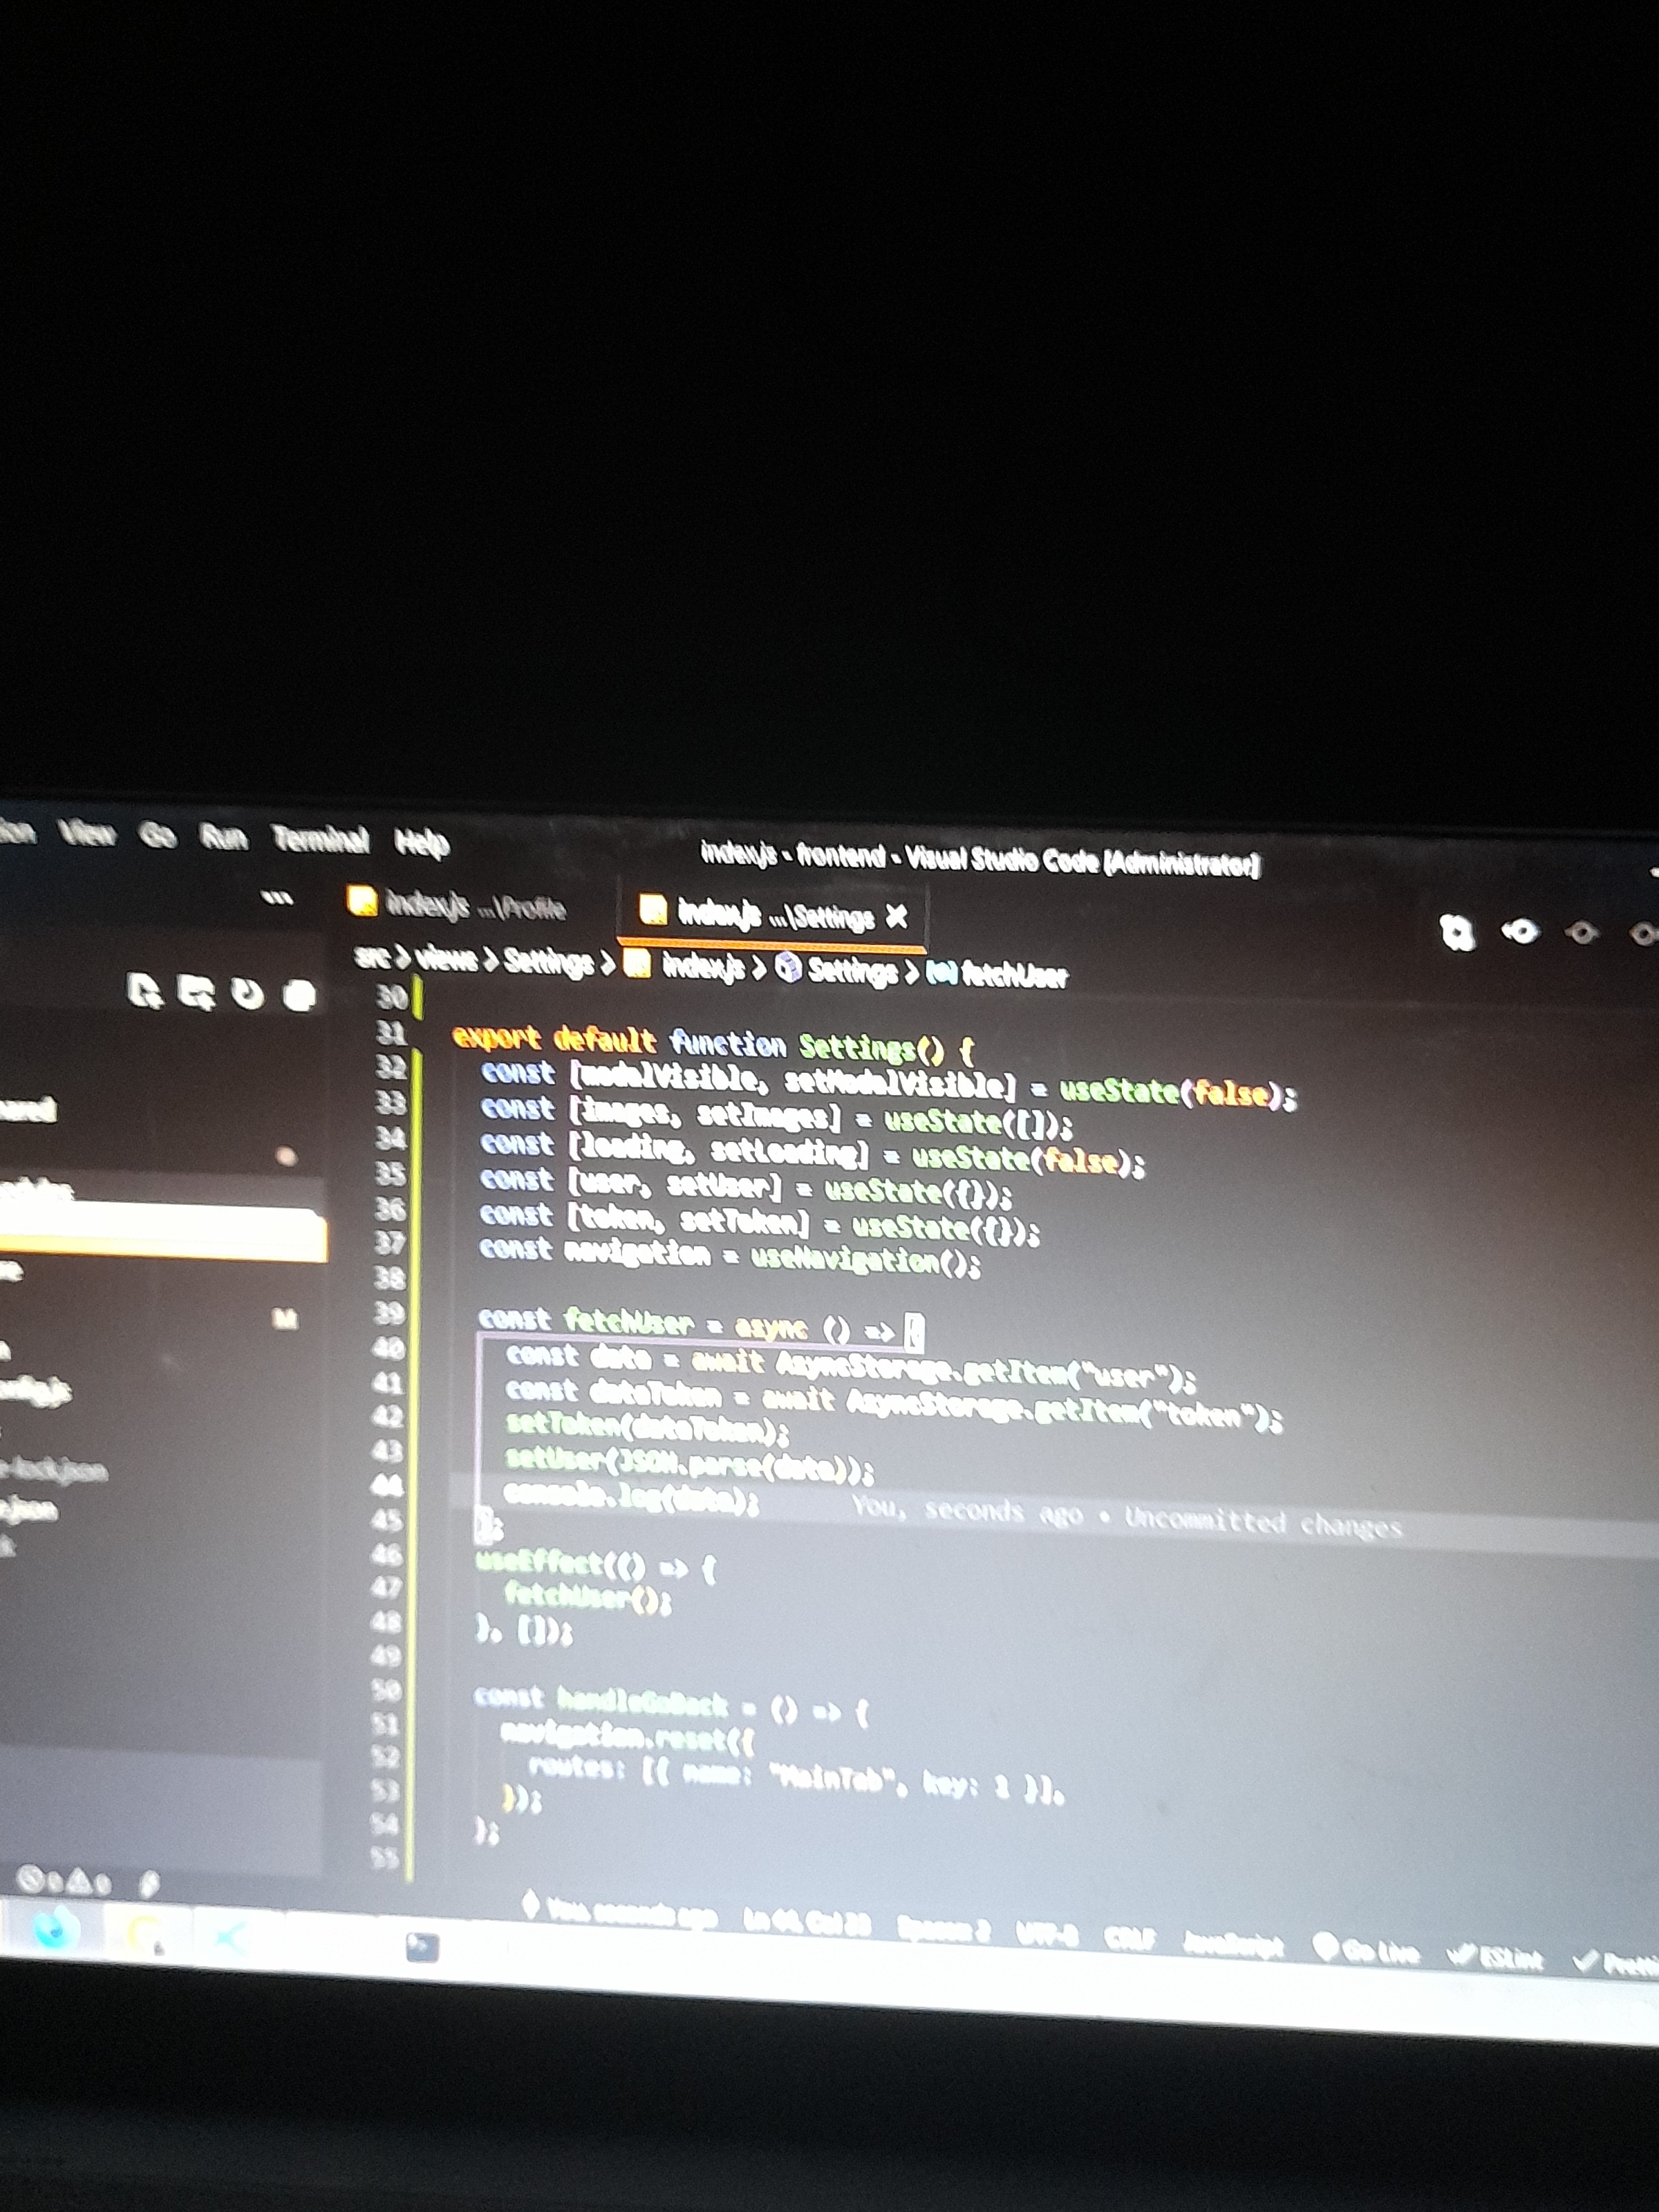 View Go Run Terminal Help
index.js - frontend - Visual Studio Code [Administrator]
index.js ...\Profile
index.js ...\Settings
src > views > Settings > index.js > Settings > fetchUser
30
31 export default function Settings() {
32 const [modalVisible, setModalVisible] = useState(false);
33 const [images, setImages] = useState([]);
34 const [loading, setLoading] = useState(false);
35 const [user, setUser] = useState({});
36 const [token, setToken] = useState({});
37 const navigation = useNavigation();
38
39 const fetchUser = async () => {
40 const data = await AsyncStorage.getItem("user");
41 const dataToken = await AsyncStorage.getItem("token");
42 setToken(dataToken);
43 setUser(JSON.parse(data));
44 console.log(data); You, seconds ago • Uncommitted changes
45 };
46 useEffect(() => {
47 fetchUser();
48 }, []);
49
50 const handleGoBack = () => {
51 navigation.reset({
52 routes: [{ name: "MainTab", key: 1 }],
53 });
54 };
55
M
-lock.json
.json
0 0
You, seconds ago Ln 44, Col 23 Spaces: 2 UTF-8 CRLF JavaScript Go Live ESLint